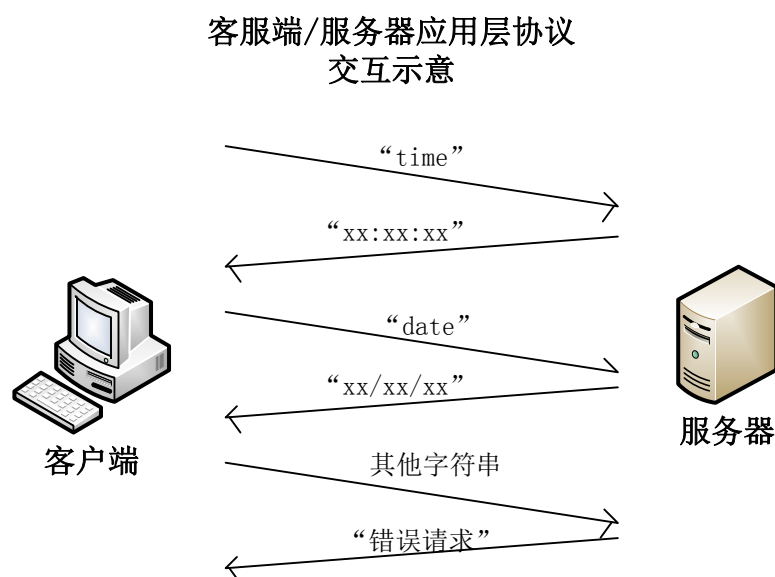 客服端/服务器应用层协议
交互示意
“time”
“xx:xx:xx”
“date”
“xx/xx/xx”
服务器
客户端
其他字符串
“错误请求”